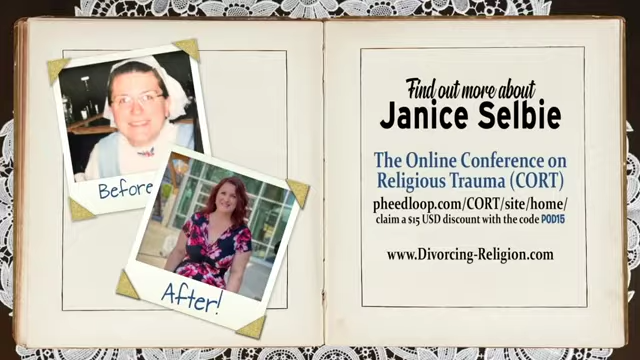 Before
After!
Find out more about
Janice Selbie
The Online Conference on
Religious Trauma (CORT)
pheedloop.com/CORT/site/home/
claim a $15 USD discount with the code POD15
www.Divorcing-Religion.com